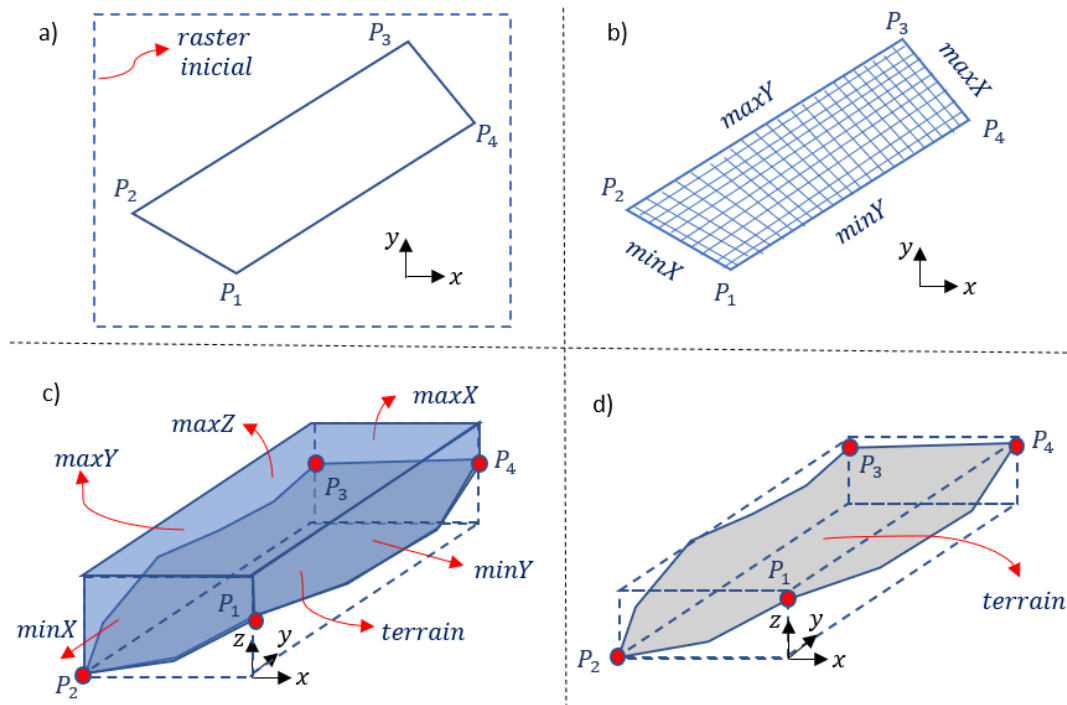 a)
raster
inicial
P₃
P₄
P₂
P₁
y
x
b)
P₃
maxX
maxY
P₄
P₂
minY
minX
P₁
y
x
c)
maxX
maxZ
maxY
P₄
P₃
minY
P₁
minX
terrain
z
y
x
P₂
d)
P₄
P₃
P₁
terrain
P₂
z
y
x